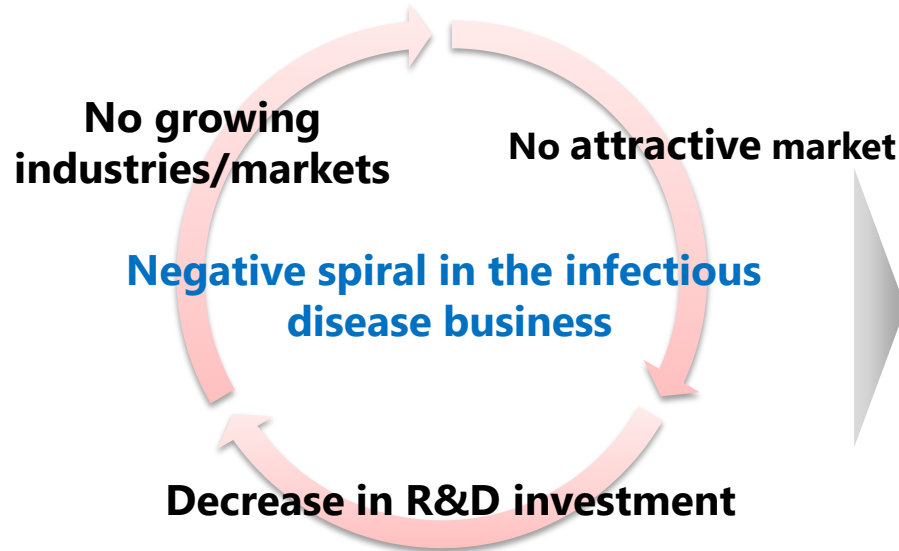 No growing
industries/markets
No attractive market
Negative spiral in the infectious
disease business
Decrease in R&D investment